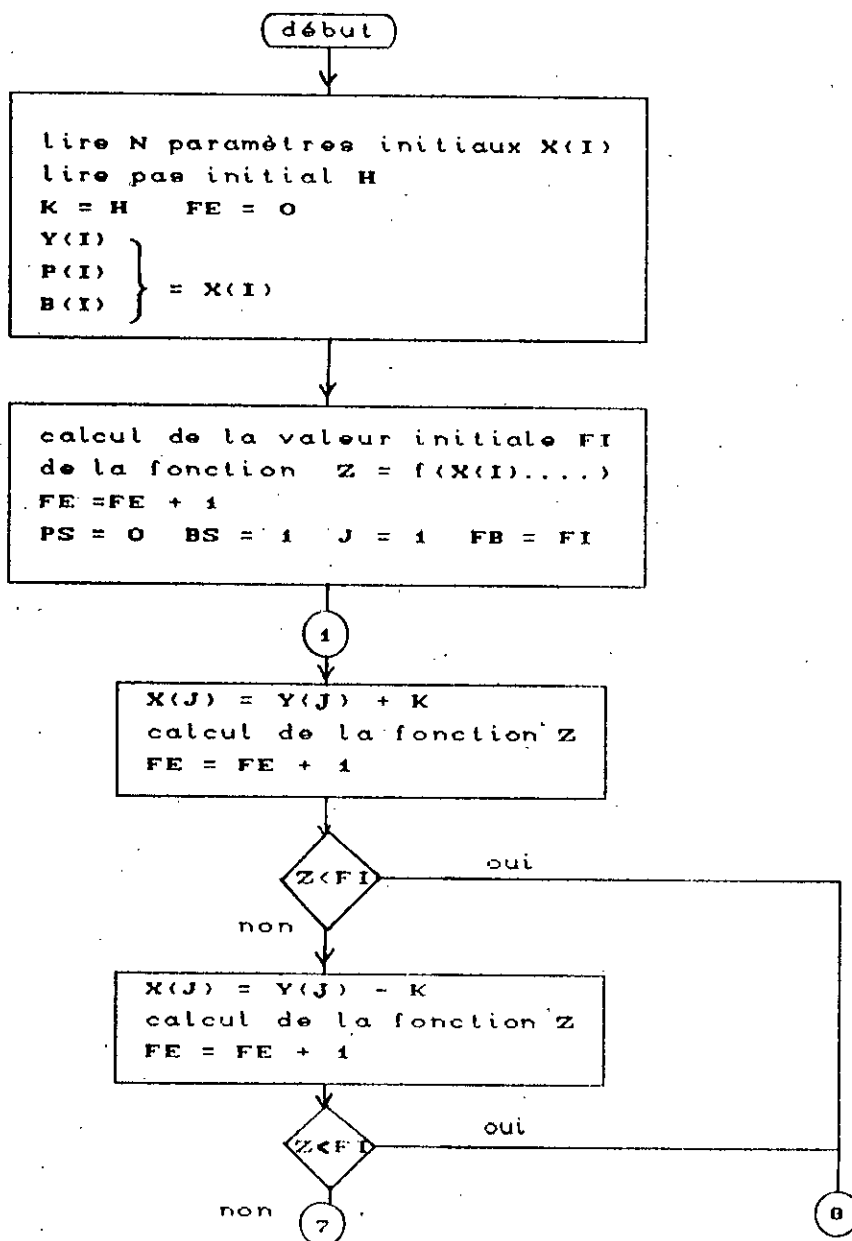 début
lire N paramètres initiaux X(I)
lire pas initial H
K = H FE = 0
Y(I)
P(I)
B(I) } = X(I)
calcul de la valeur initiale FI
de la fonction Z = f(X(I)....)
FE =FE + 1
PS = 0 BS = 1 J = 1 FB = FI
1
X(J) = Y(J) + K
calcul de la fonction Z
FE = FE + 1
Z<FI
oui
non
X(J) = Y(J) - K
calcul de la fonction Z
FE = FE + 1
Z<FI
oui
non
7